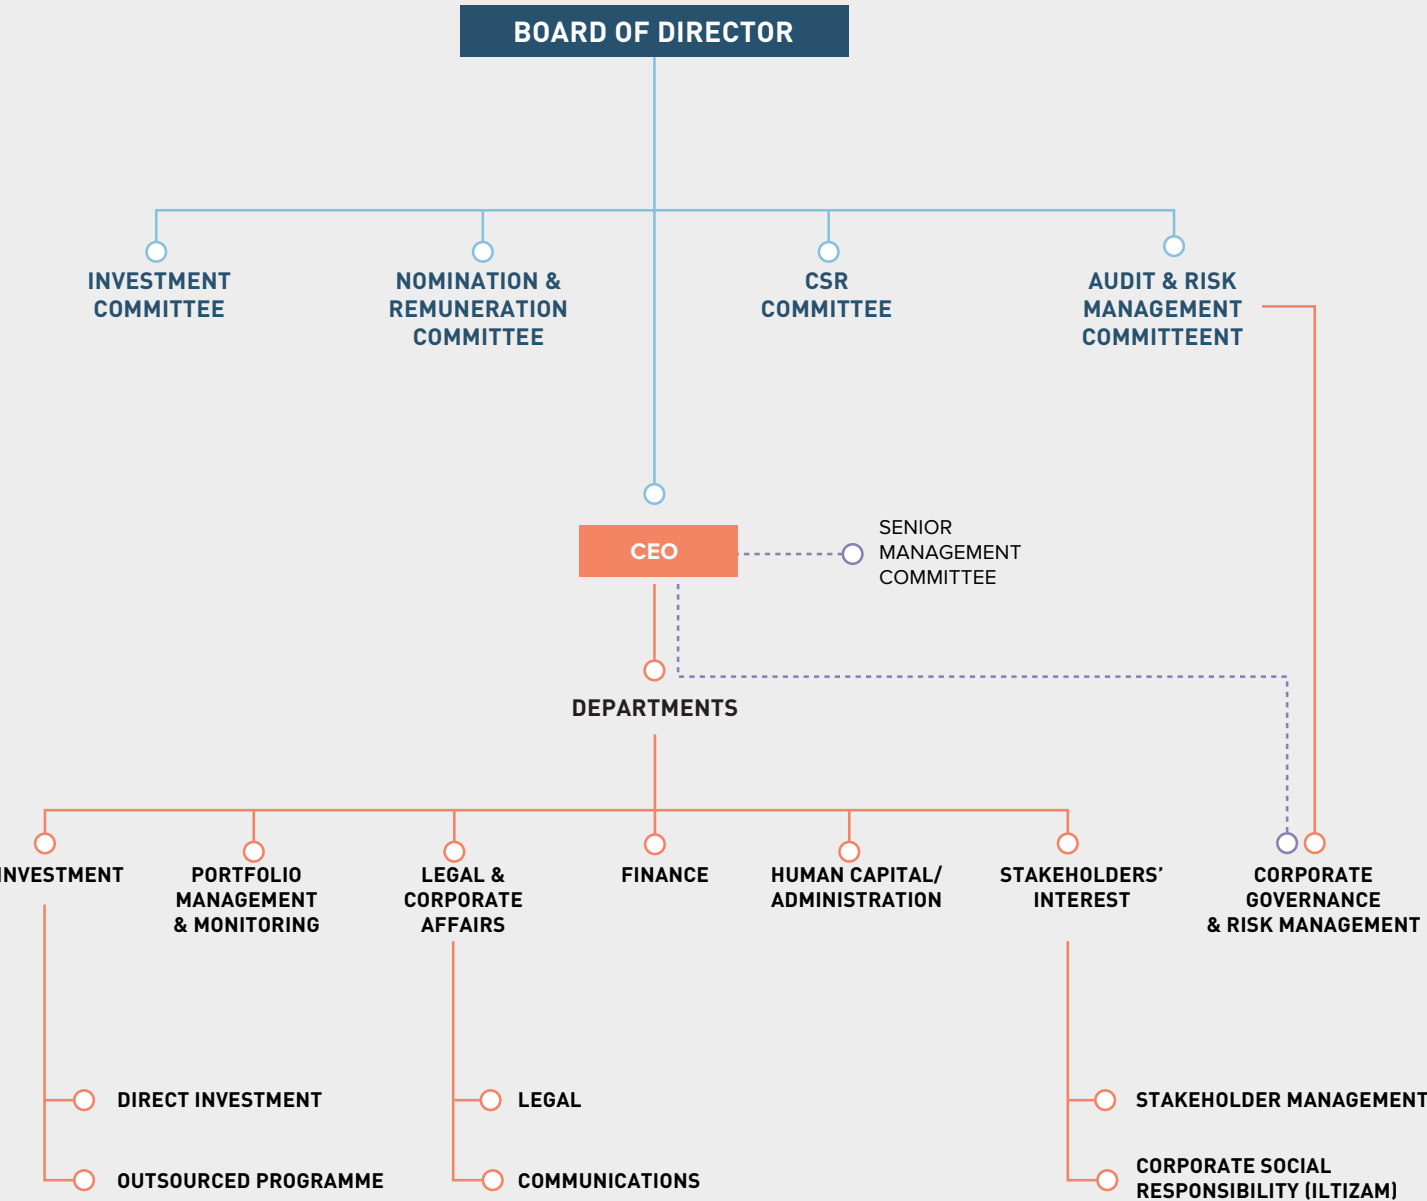 BOARD OF DIRECTOR
INVESTMENT
COMMITTEE
NOMINATION &
REMUNERATION
COMMITTEE
CSR
COMMITTEE
AUDIT & RISK
MANAGEMENT
COMMITTEENT
CEO
SENIOR
MANAGEMENT
COMMITTEE
DEPARTMENTS
INVESTMENT
PORTFOLIO
MANAGEMENT
& MONITORING
LEGAL &
CORPORATE
AFFAIRS
FINANCE
HUMAN CAPITAL/
ADMINISTRATION
STAKEHOLDERS’
INTEREST
CORPORATE
GOVERNANCE
& RISK MANAGEMENT
DIRECT INVESTMENT
OUTSOURCED PROGRAMME
LEGAL
COMMUNICATIONS
STAKEHOLDER MANAGEMENT
CORPORATE SOCIAL
RESPONSIBILITY (ILTIZAM)